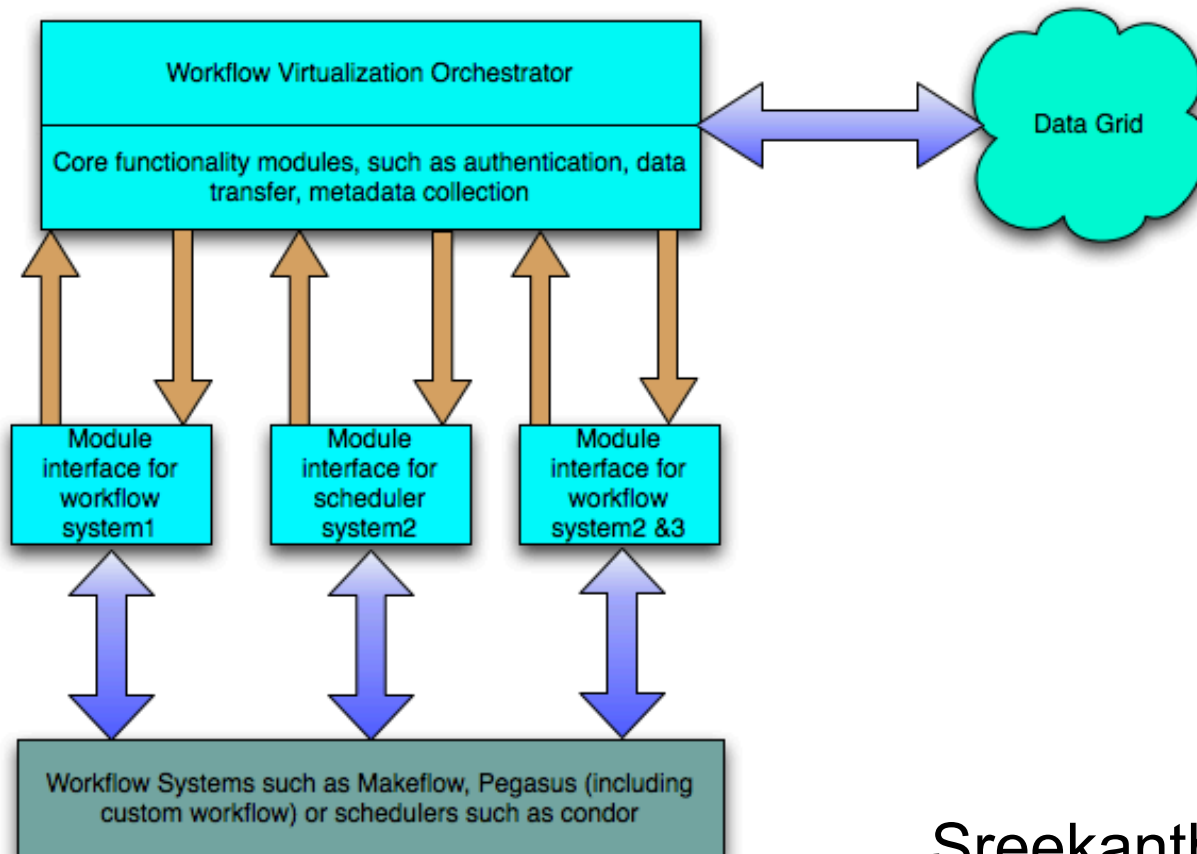 Workflow Virtualization Orchestrator
Core functionality modules, such as authentication, data
transfer, metadata collection
Data Grid
Module
interface for
workflow
system1
Module
interface for
scheduler
system2
Module
interface for
workflow
system2 &3
Workflow Systems such as Makeflow, Pegasus (including
custom workflow) or schedulers such as condor
Sreekanth